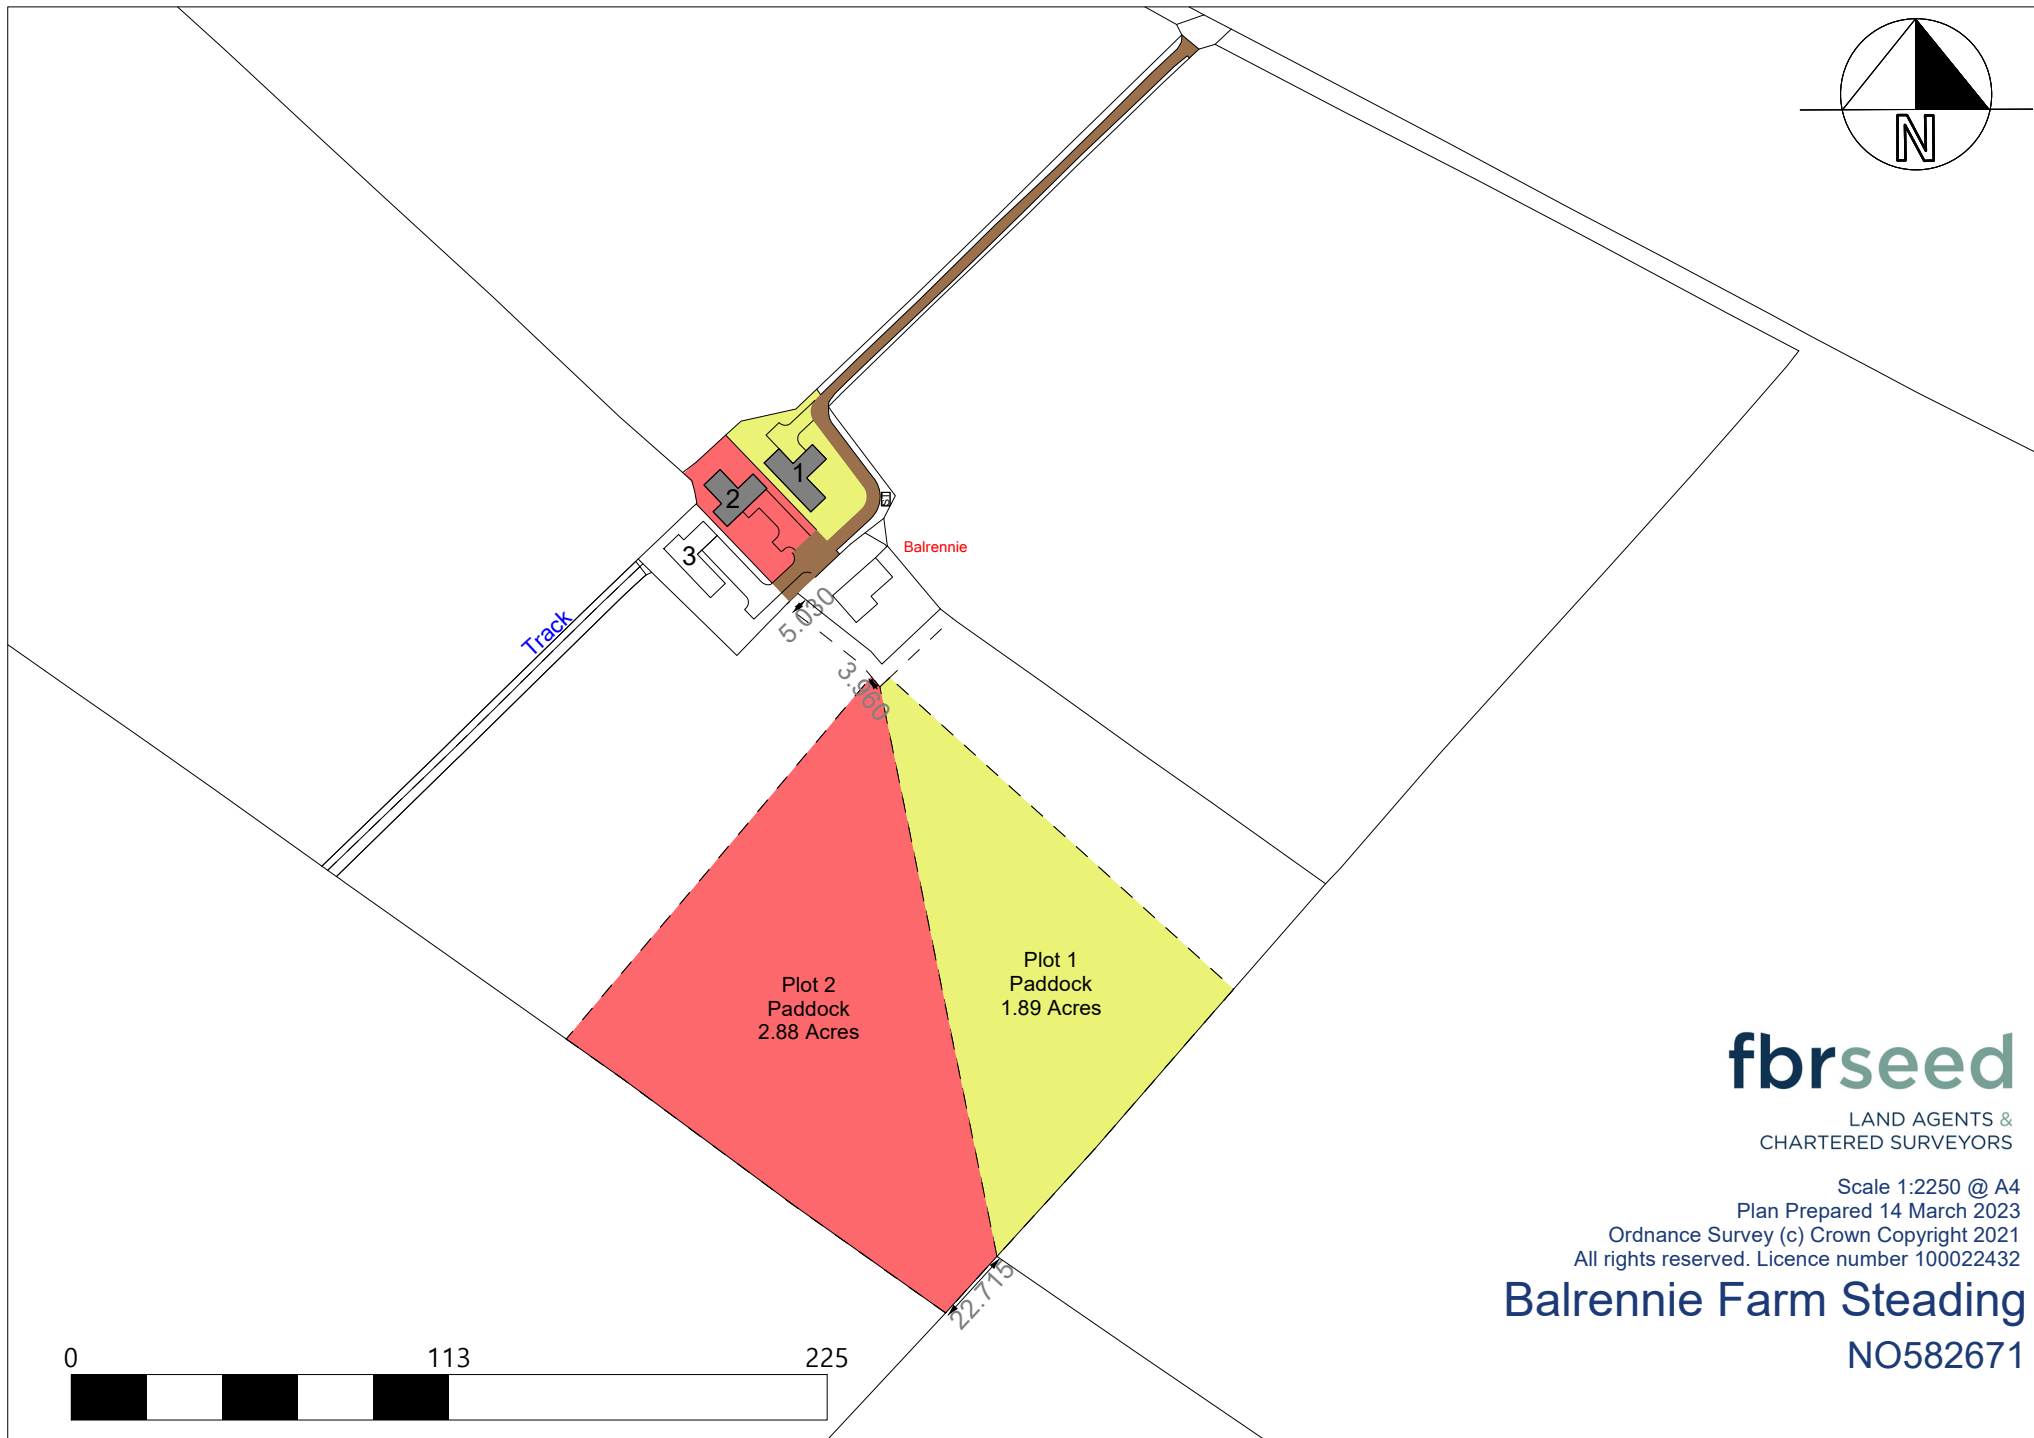 N
1
2
3
Balrennie
Track
5.030
3.960
Plot 1
Paddock
1.89 Acres
Plot 2
Paddock
2.88 Acres
22.715
fbrseed
LAND AGENTS &
CHARTERED SURVEYORS
Scale 1:2250 @ A4
Plan Prepared 14 March 2023
Ordnance Survey (c) Crown Copyright 2021
All rights reserved. Licence number 100022432
Balrennie Farm Steading
NO582671
0 113 225